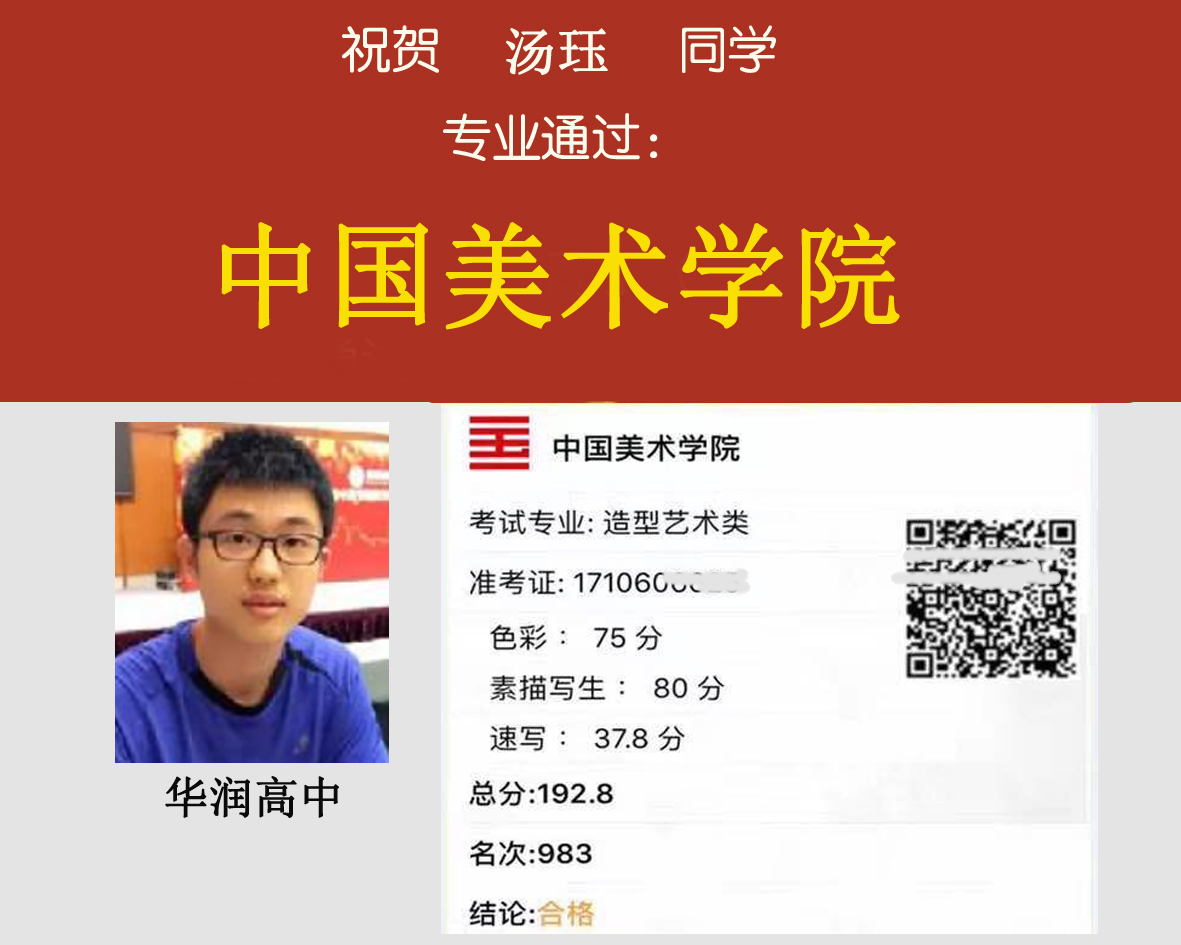 祝贺 汤珏 同学
专业通过：
中国美术学院
中国美术学院
考试专业: 造型艺术类
准考证: 171060
色彩： 75 分
素描写生： 80 分
速写： 37.8 分
总分:192.8
名次:983
结论:合格
华润高中